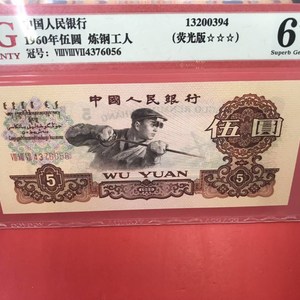 中国人民银行
13200394
1960年伍圆 炼钢工人
(荧光版☆☆☆)
冠号: VIIIVIIIVII4376056
6
Superb G
NTY
中國人民銀行
伍圓
5
5
WU YUAN